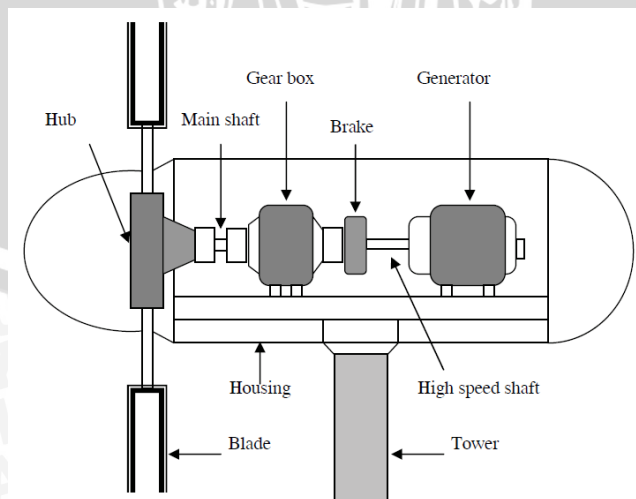 Gear box
Generator
Hub
Main shaft
Brake
Housing
High speed shaft
Blade
Tower